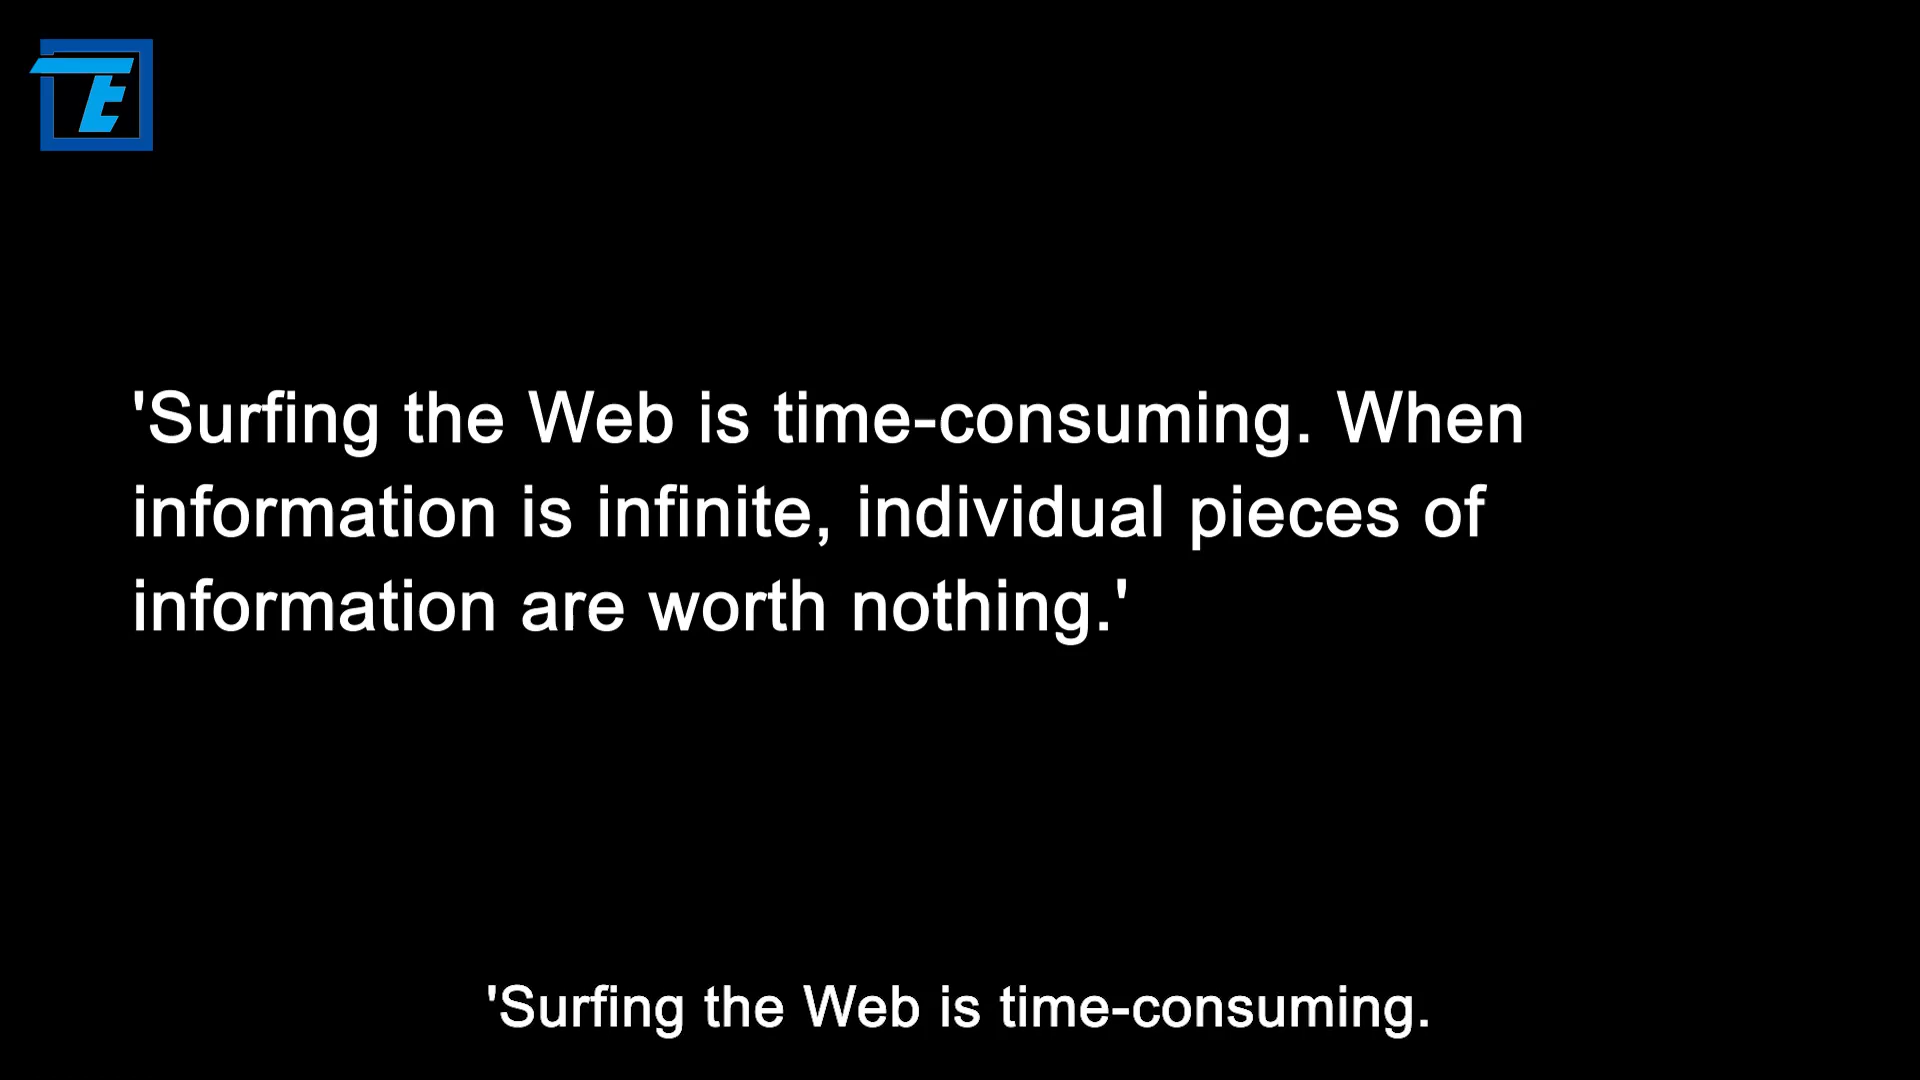 TE
'Surfing the Web is time-consuming. When
information is infinite, individual pieces of
information are worth nothing.'
'Surfing the Web is time-consuming.